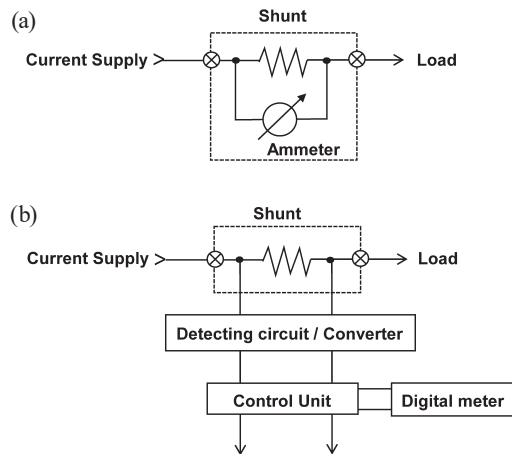 (a)
Shunt
Current Supply
Load
Ammeter
(b)
Shunt
Current Supply
Load
Detecting circuit / Converter
Control Unit
Digital meter